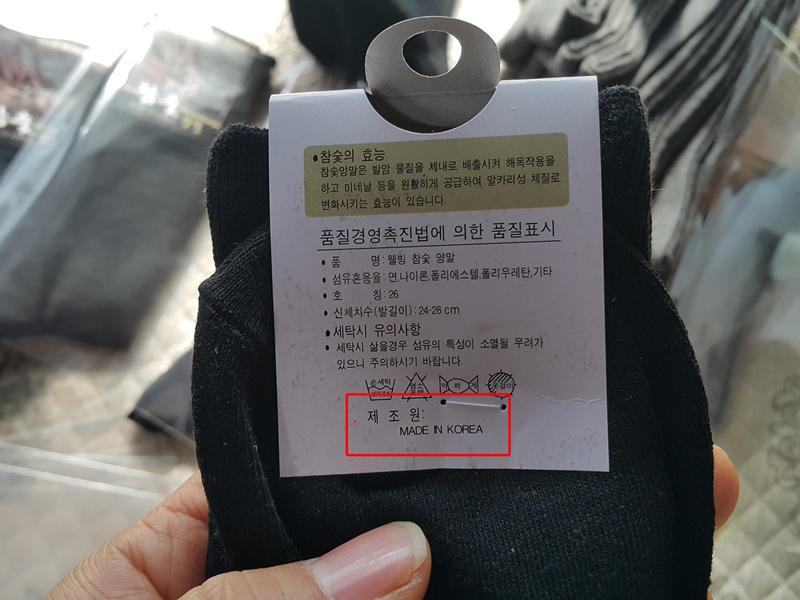 ●참숯의 효능
참숯양말은 발암 물질을 체내로 배출시켜 해독작용을
하고 미네날 등을 원활히게 공급하여 알카리성 체질로
변화시키는 효능이 있습니다.
품질경영촉진법에 의한 품질표시
● 품 명: 웰빙 참숯 양말
● 섬유혼용율: 면,나이론,폴리에스텔,폴리우레탄,기타
● 호 칭: 26
● 신체치수(발길이): 24-26 cm
●세탁시 유의사항
● 세탁시 삶을경우 섬유의 특성이 소멸될 우려가
있으니 주의하시기 바랍니다.
손세탁 약하게
제 조 원:
MADE IN KOREA